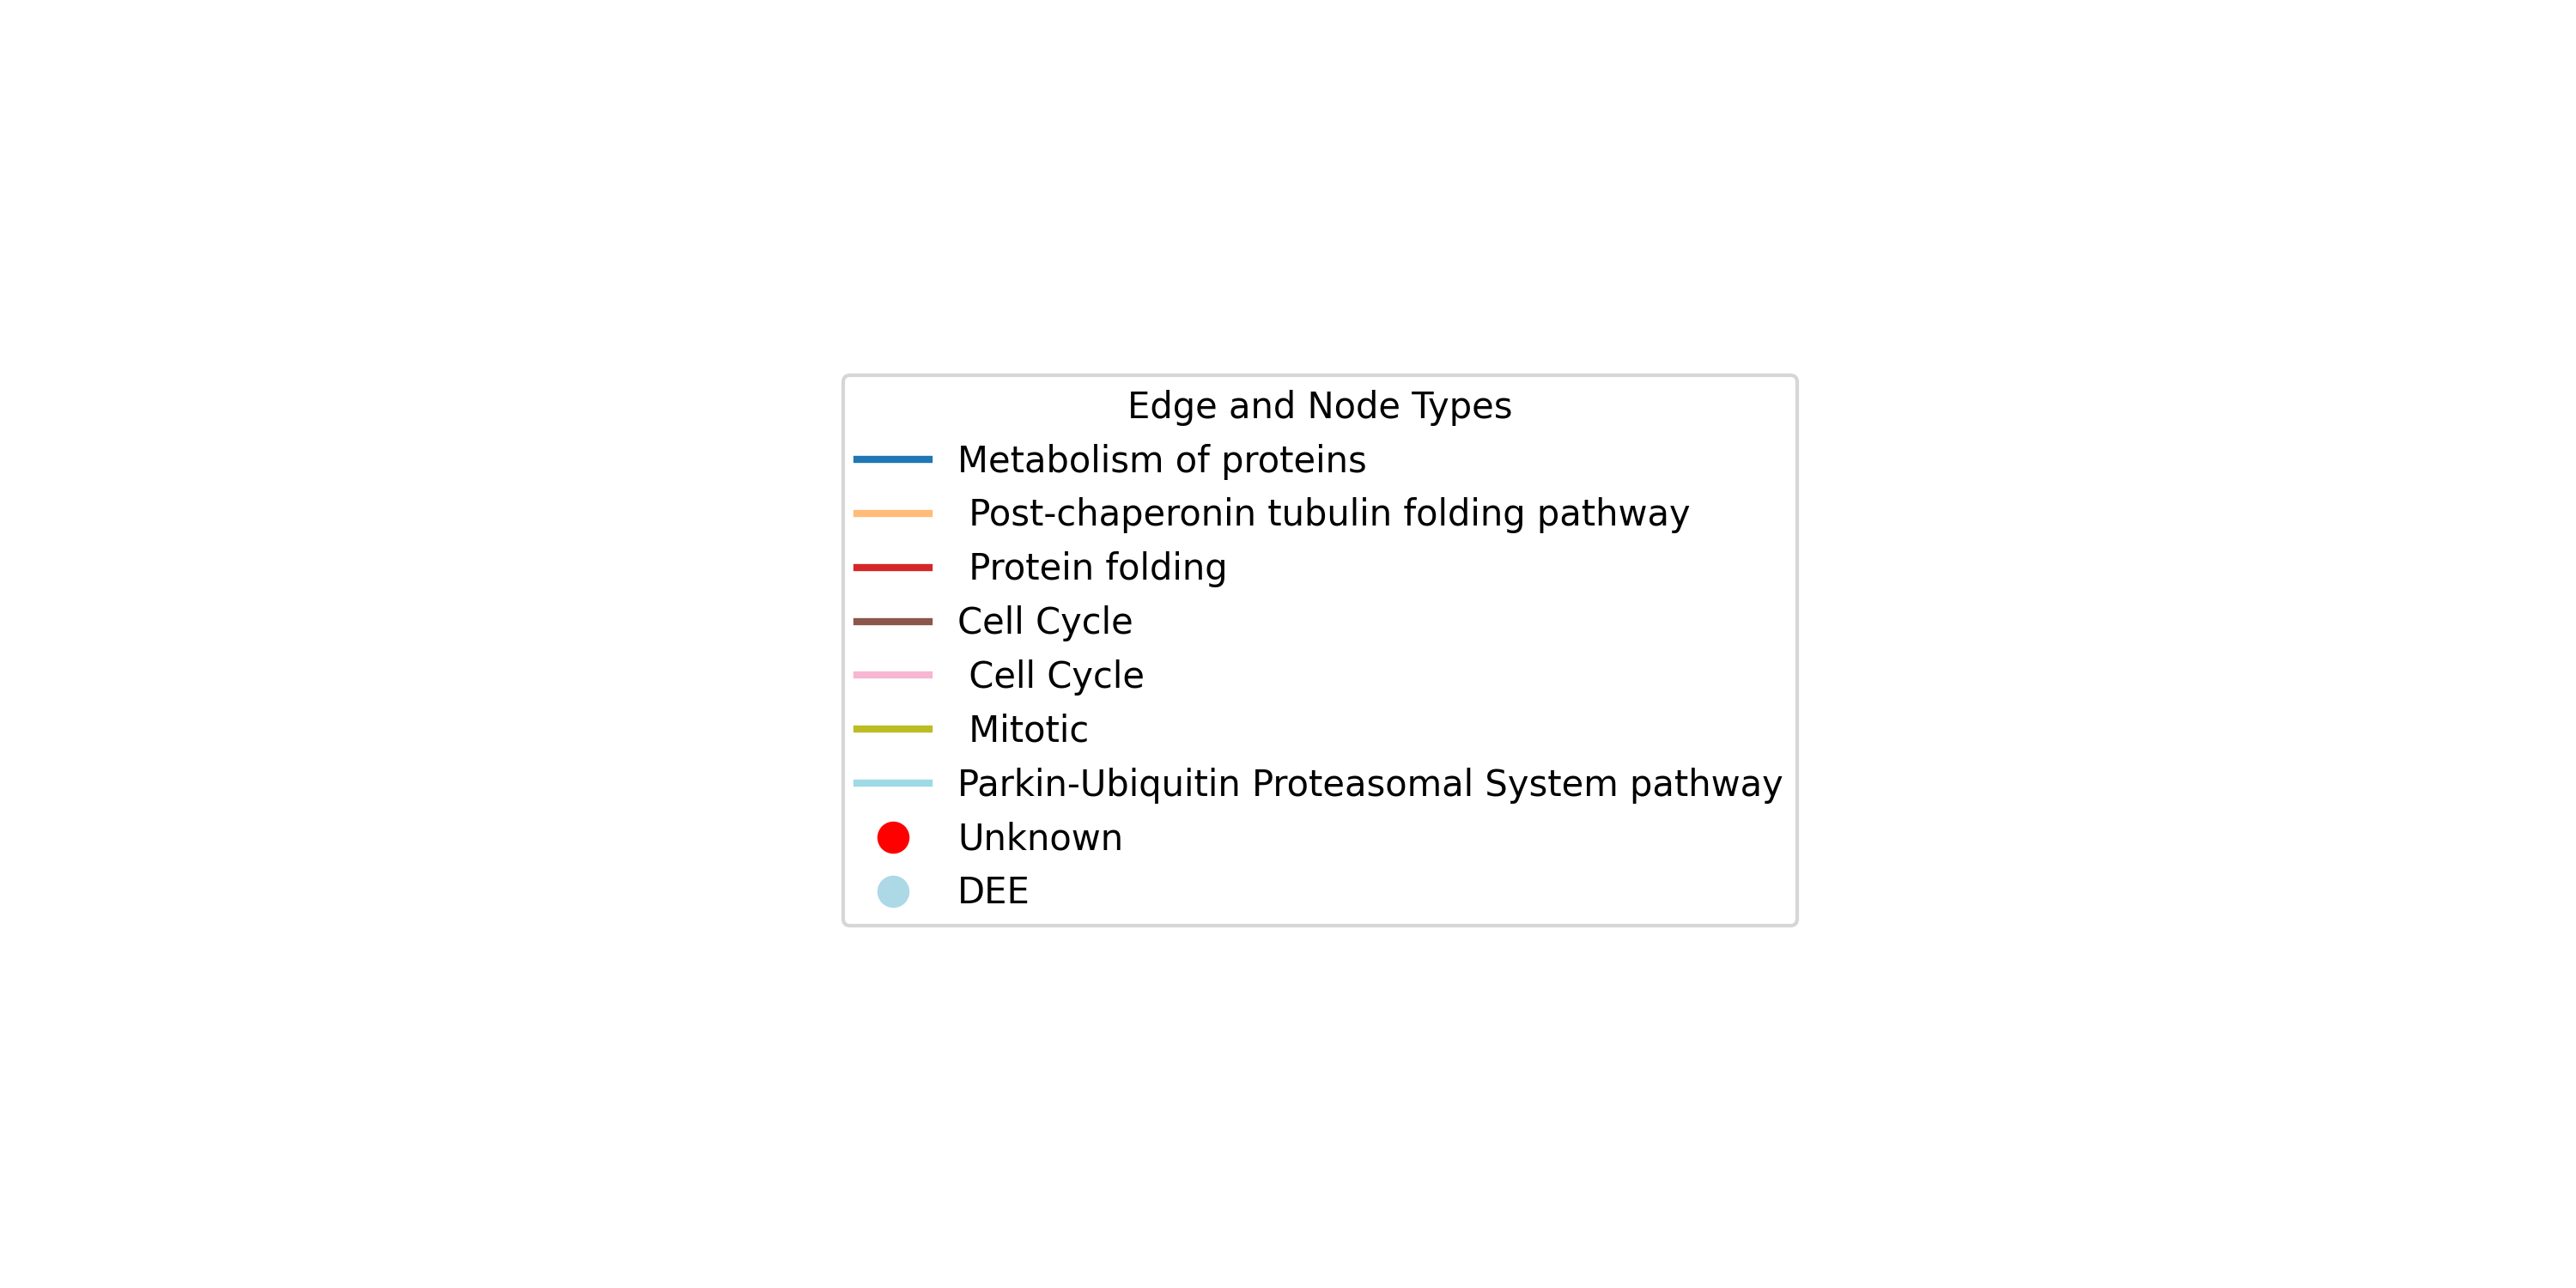 Edge and Node Types
Metabolism of proteins
Post-chaperonin tubulin folding pathway
Protein folding
Cell Cycle
Cell Cycle
Mitotic
Parkin-Ubiquitin Proteasomal System pathway
Unknown
DEE